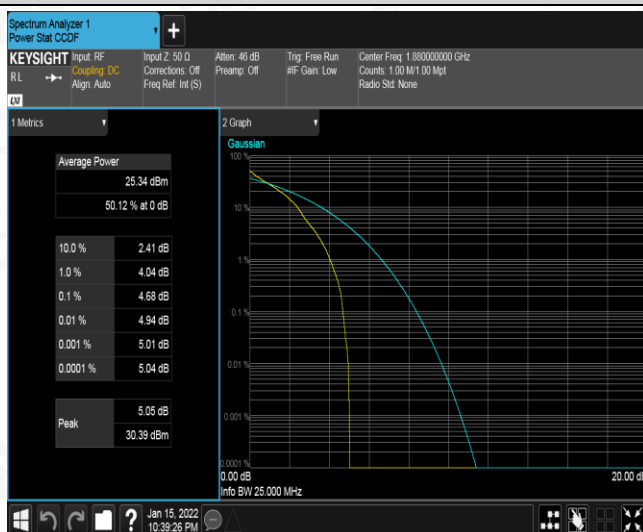 Spectrum Analyzer 1
Power Stat CCDF
+
KEYSIGHT
RL
LXI
Input: RF
Coupling: DC
Align: Auto
Input Z: 50 Ω
Corrections: Off
Freq Ref: Int (S)
Atten: 46 dB
Preamp: Off
Trig: Free Run
#IF Gain: Low
Center Freq: 1.880000000 GHz
Counts: 1.00 M/1.00 Mpt
Radio Std: None
1 Metrics
Average Power
25.34 dBm
50.12 % at 0 dB
10.0 % 2.41 dB
1.0 % 4.04 dB
0.1 % 4.68 dB
0.01 % 4.94 dB
0.001 % 5.01 dB
0.0001 % 5.04 dB
Peak 5.05 dB
30.39 dBm
2 Graph
Gaussian
100 %
10 %
1 %
0.1 %
0.01 %
0.001 %
0.0001 %
0.00 dB 20.00 dB
Info BW 25.000 MHz
?
Jan 15, 2022
10:39:26 PM